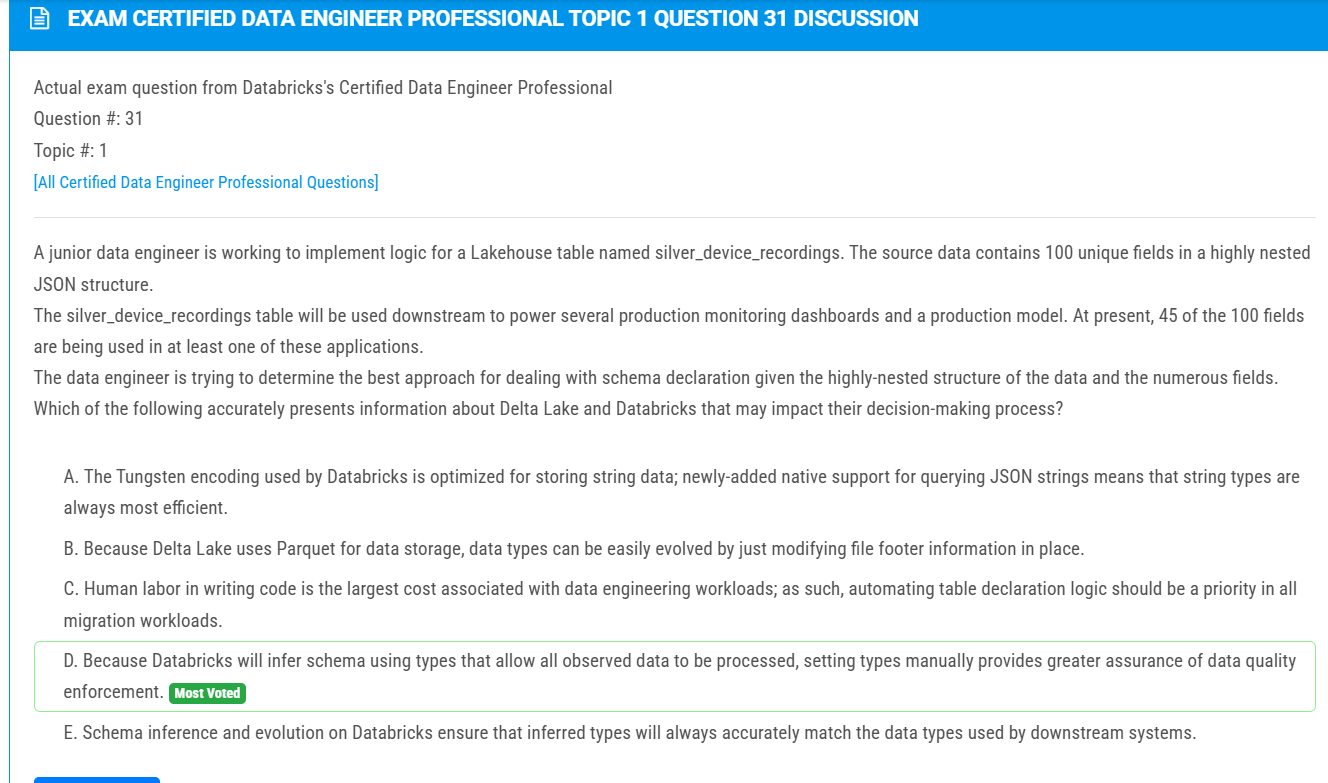 EXAM CERTIFIED DATA ENGINEER PROFESSIONAL TOPIC 1 QUESTION 31 DISCUSSION
Actual exam question from Databricks's Certified Data Engineer Professional
Question #: 31
Topic #: 1
[All Certified Data Engineer Professional Questions]
A junior data engineer is working to implement logic for a Lakehouse table named silver_device_recordings. The source data contains 100 unique fields in a highly nested
JSON structure.
The silver_device_recordings table will be used downstream to power several production monitoring dashboards and a production model. At present, 45 of the 100 fields
are being used in at least one of these applications.
The data engineer is trying to determine the best approach for dealing with schema declaration given the highly-nested structure of the data and the numerous fields.
Which of the following accurately presents information about Delta Lake and Databricks that may impact their decision-making process?
A. The Tungsten encoding used by Databricks is optimized for storing string data; newly-added native support for querying JSON strings means that string types are
always most efficient.
B. Because Delta Lake uses Parquet for data storage, data types can be easily evolved by just modifying file footer information in place.
C. Human labor in writing code is the largest cost associated with data engineering workloads; as such, automating table declaration logic should be a priority in all
migration workloads.
D. Because Databricks will infer schema using types that allow all observed data to be processed, setting types manually provides greater assurance of data quality
enforcement. Most Voted
E. Schema inference and evolution on Databricks ensure that inferred types will always accurately match the data types used by downstream systems.